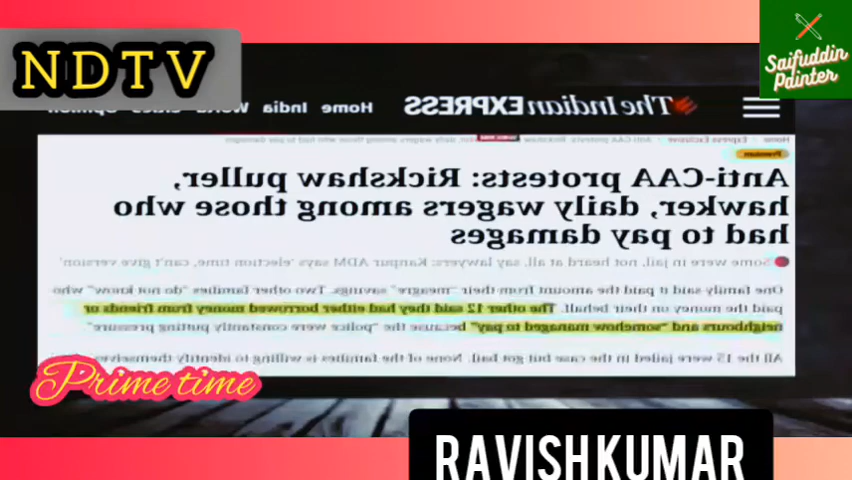 NDTV
Saifuddin
Painter
Home India World Cities Opinion
The Indian EXPRESS
Premium
Anti-CAA protests: Rickshaw puller,
hawker, daily wagers among those who
had to pay damages
Some were in jail, not heard at all, say lawyers; Kanpur ADM says 'election time, can't give version'
One family said it paid the amount from their "meagre" savings. Two other families "do not know" who
paid the money on their behalf. The other 12 said they had either borrowed money from friends or
neighbours and "somehow managed to pay" because the "police were constantly putting pressure"
All the 15 were jailed in the case but got bail. None of the families is willing to identify themselves
Prime time
RAVISH KUMAR